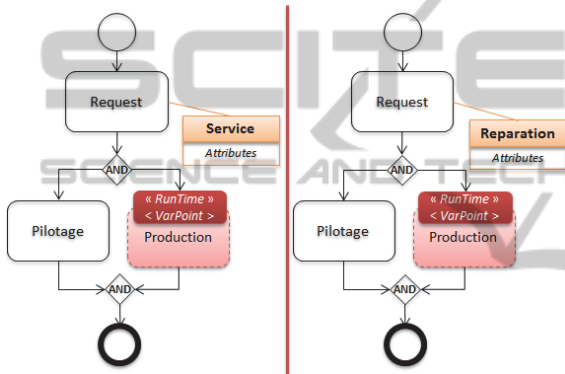 SCITE
Request
Request
Service
Attributes
Reparation
Attributes
SCIENCE AND TECH
AND
AND
« RunTime »
< VarPoint >
« RunTime »
< VarPoint >
Pilotage
Production
Pilotage
Production
AND
AND